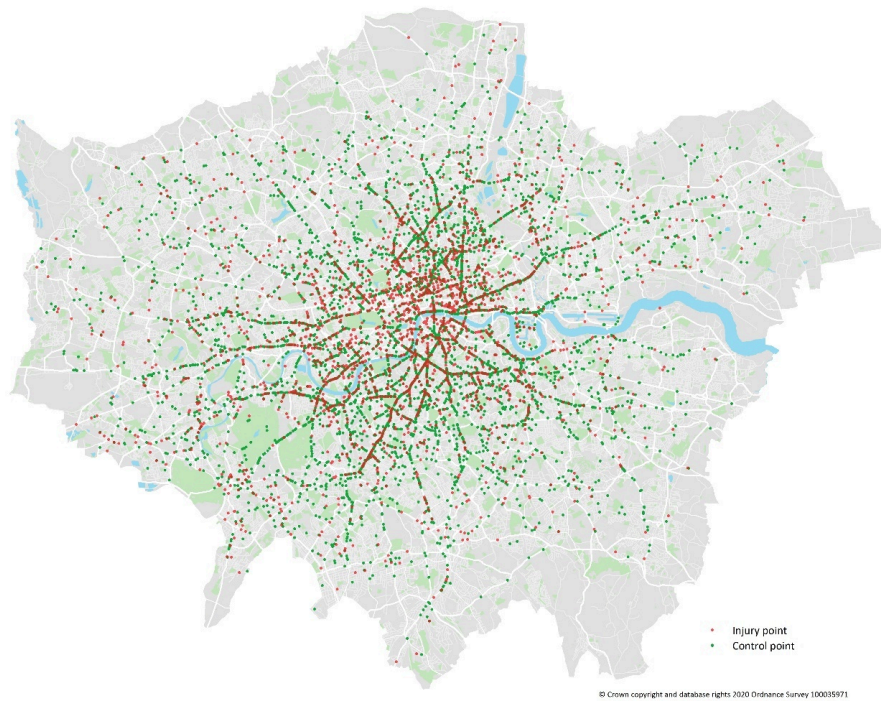 Injury point
Control point
© Crown copyright and database rights 2020 Ordnance Survey 100035971